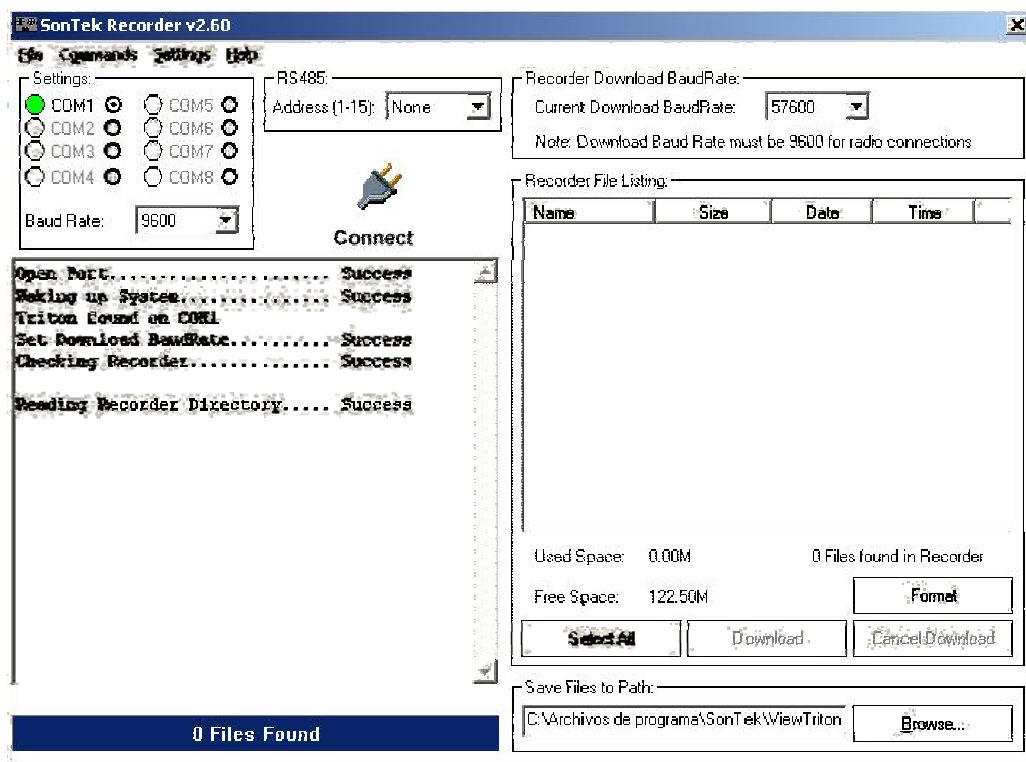 SonTek Recorder v2.60
File Commands Settings Help
Settings:
COM1 COM5
COM2 COM6
COM3 COM7
COM4 COM8
Baud Rate: 9600
RS485:
Address (1-15): None
Connect
Recorder Download BaudRate:
Current Download BaudRate: 57600
Note: Download Baud Rate must be 9600 for radio connections
Open Port...................... Success
Waking up System............... Success
Triton Found on COM1
Set Download BaudRate.......... Success
Checking Recorder.............. Success
Reading Recorder Directory..... Success
0 Files Found
Recorder File Listing:
Name Size Date Time
Used Space: 0.00M 0 Files found in Recorder
Free Space: 122.50M Format
Select All Download Cancel Download
Save Files to Path:
C:\Archivos de programa\SonTek\ViewTriton Browse...